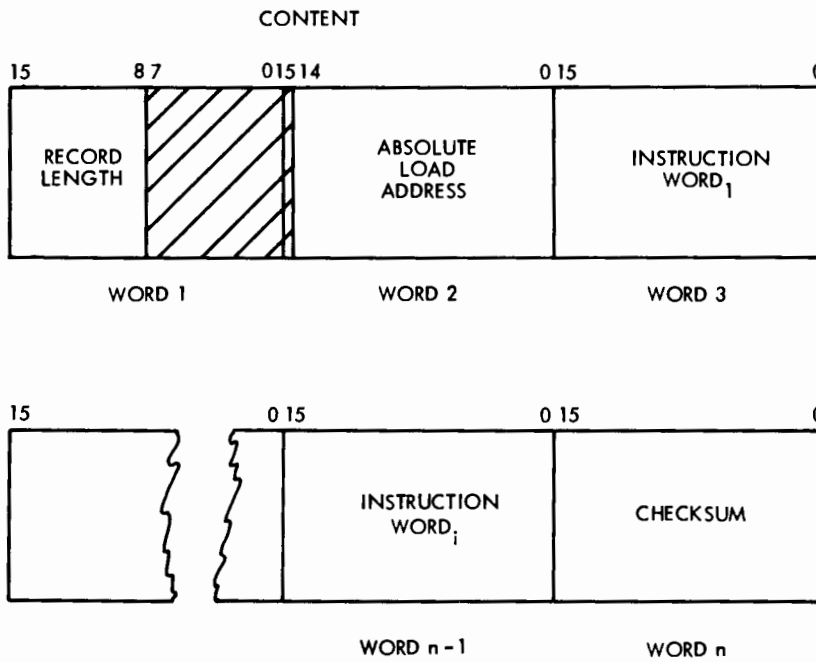 CONTENT
15 8 7 0 15 14 0 15 0
RECORD LENGTH
ABSOLUTE LOAD ADDRESS
INSTRUCTION WORD1
WORD 1 WORD 2 WORD 3
15 0 15 0 15 0
INSTRUCTION WORDi
CHECKSUM
WORD n-1 WORD n